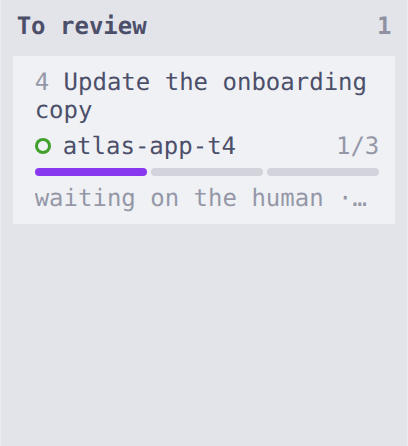 To review 1
4 Update the onboarding
copy
atlas-app-t4 1/3
waiting on the human ·…